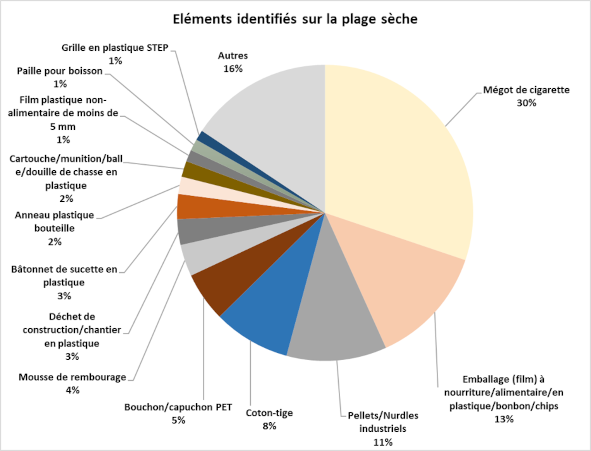 Eléments identifiés sur la plage sèche
Mégot de cigarette
30%
Emballage (film) à
nourriture/alimentaire/en
plastique/bonbon/chips
13%
Pellets/Nurdles
industriels
11%
Coton-tige
8%
Bouchon/capuchon PET
5%
Mousse de rembourage
4%
Déchet de
construction/chantier
en plastique
3%
Bâtonnet de sucette en
plastique
3%
Anneau plastique
bouteille
2%
Cartouche/munition/ball
e/douille de chasse en
plastique
2%
Film plastique non-
alimentaire de moins de
5 mm
1%
Paille pour boisson
1%
Grille en plastique STEP
1%
Autres
16%